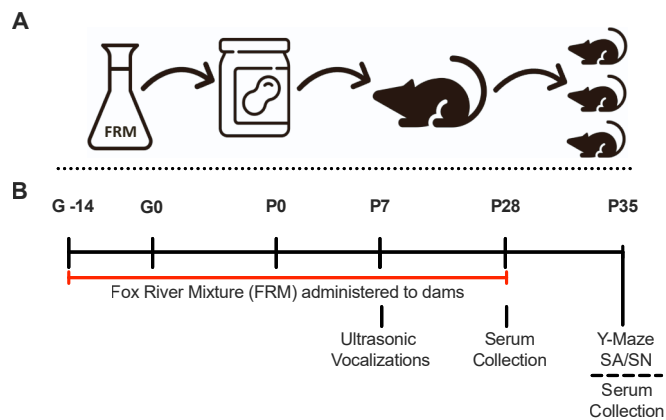 A
FRM
B
G -14 G0 P0 P7 P28 P35
Fox River Mixture (FRM) administered to dams
Ultrasonic
Vocalizations
Serum
Collection
Y-Maze
SA/SN
Serum
Collection